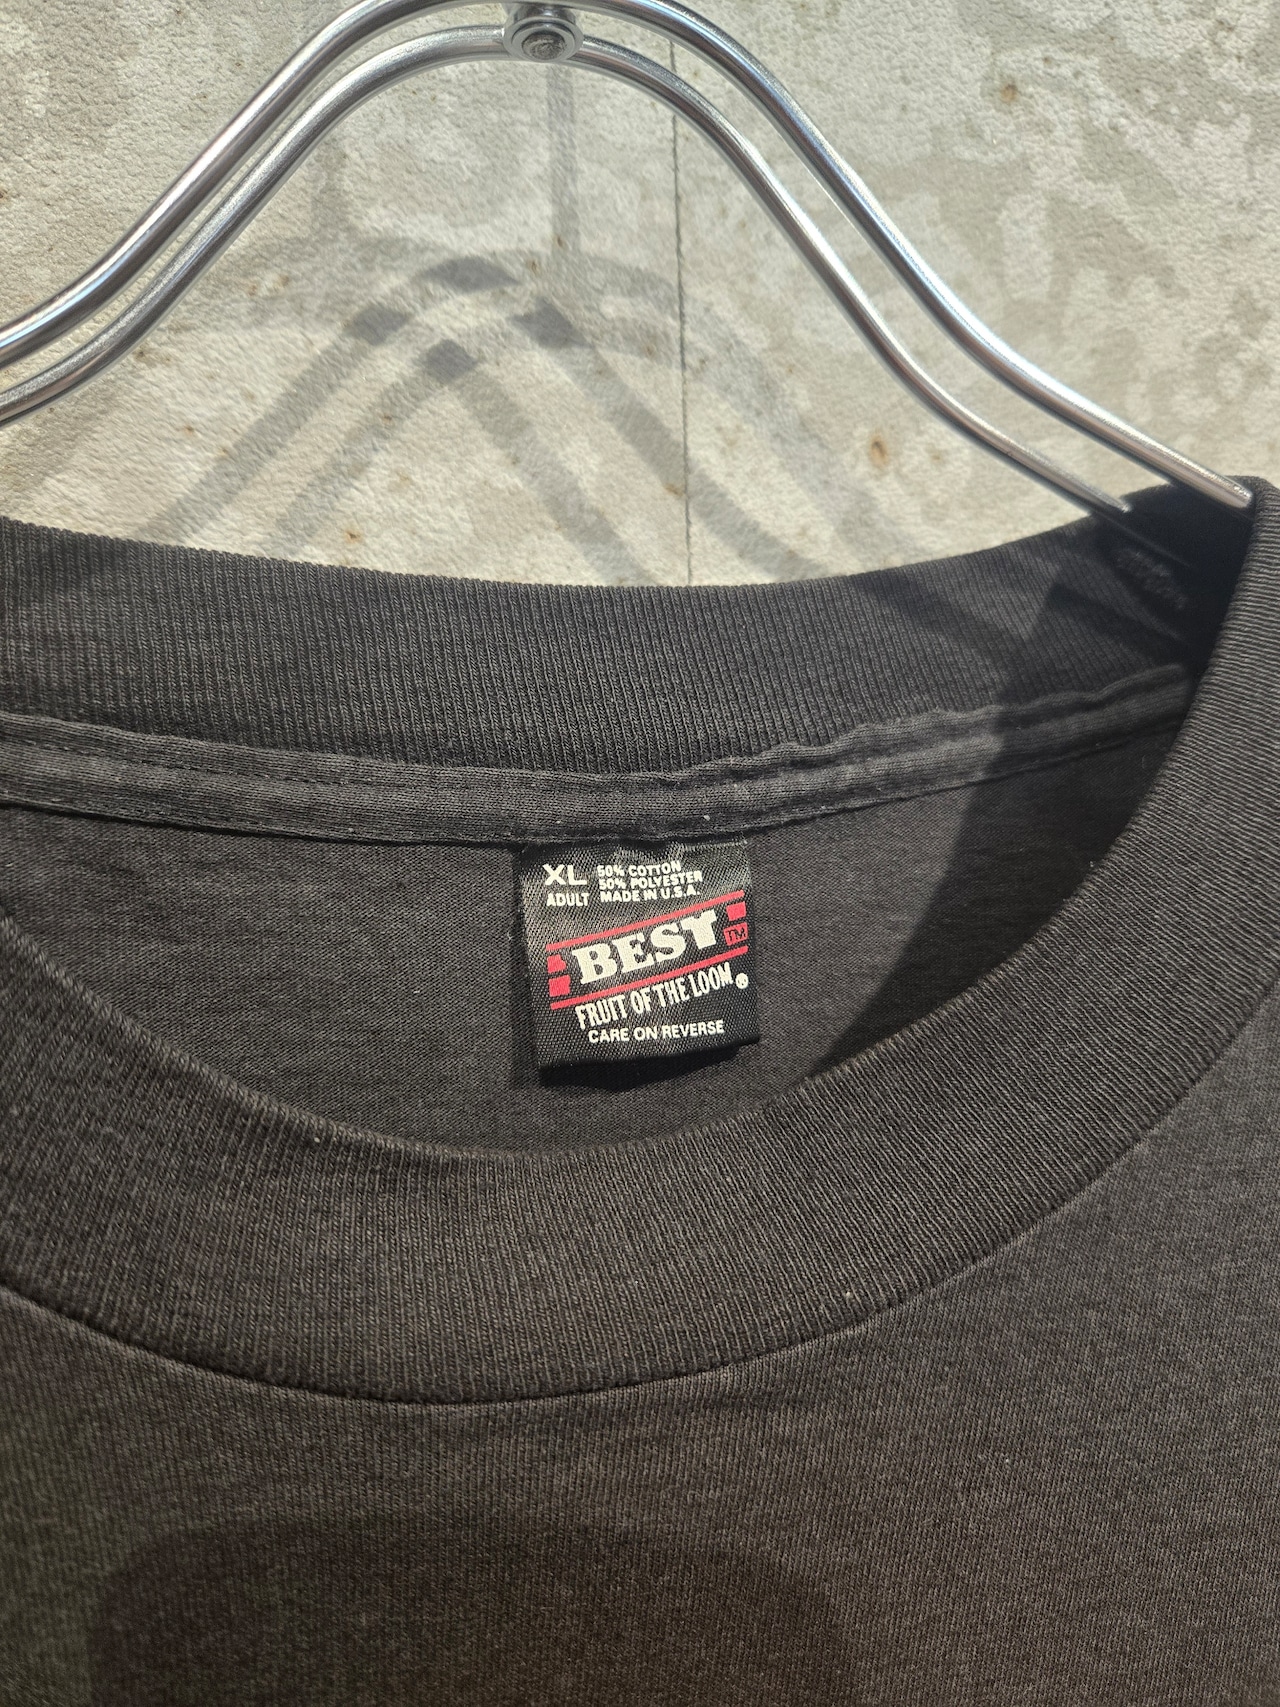 XL 50% COTTON
50% POLYESTER
ADULT MADE IN U.S.A.
BEST TM
FRUIT OF THE LOOM®
CARE ON REVERSE